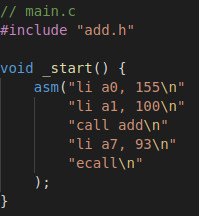 // main.c
#include "add.h"
void _start() {
asm("li a0, 155\n"
"li a1, 100\n"
"call add\n"
"li a7, 93\n"
"ecall\n"
);
}